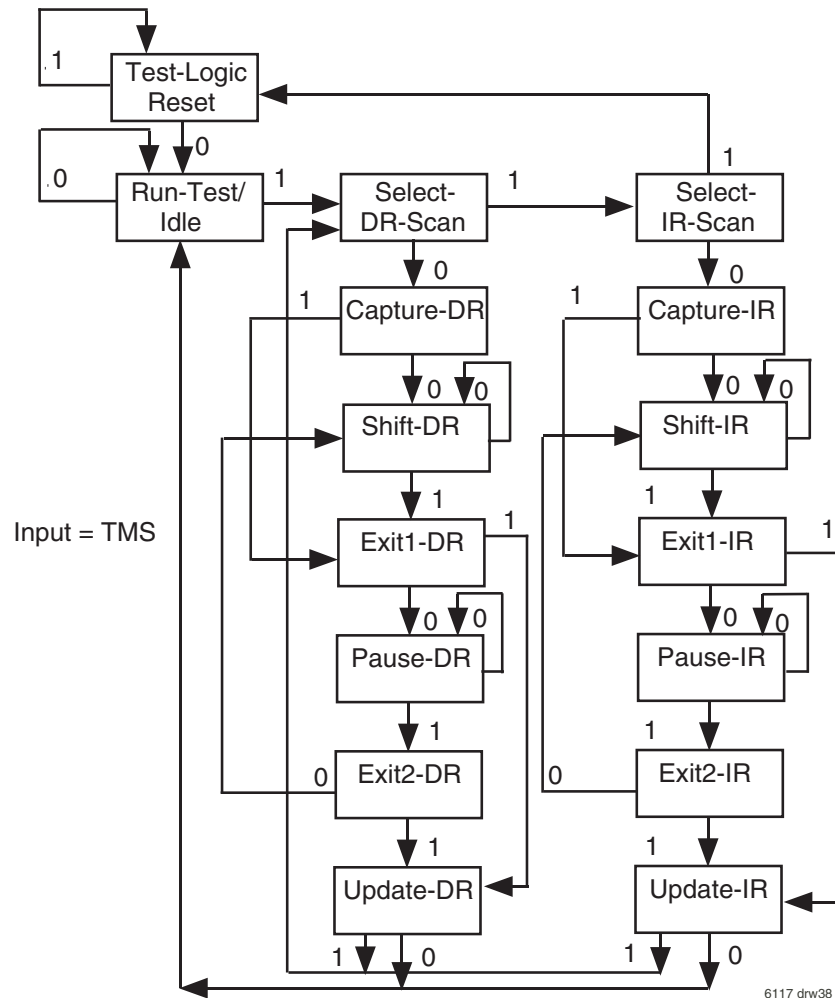 .1
Test-Logic
Reset
0
1
.0
Run-Test/
Idle
1
Select-
DR-Scan
1
Select-
IR-Scan
0
0
1
Capture-DR
1
Capture-IR
0
0
0
0
Shift-DR
Shift-IR
1
1
Input = TMS
Exit1-DR
1
Exit1-IR
1
0
0
0
0
Pause-DR
Pause-IR
1
1
0
Exit2-DR
0
Exit2-IR
1
1
Update-DR
Update-IR
1
0
1
0
6117 drw38